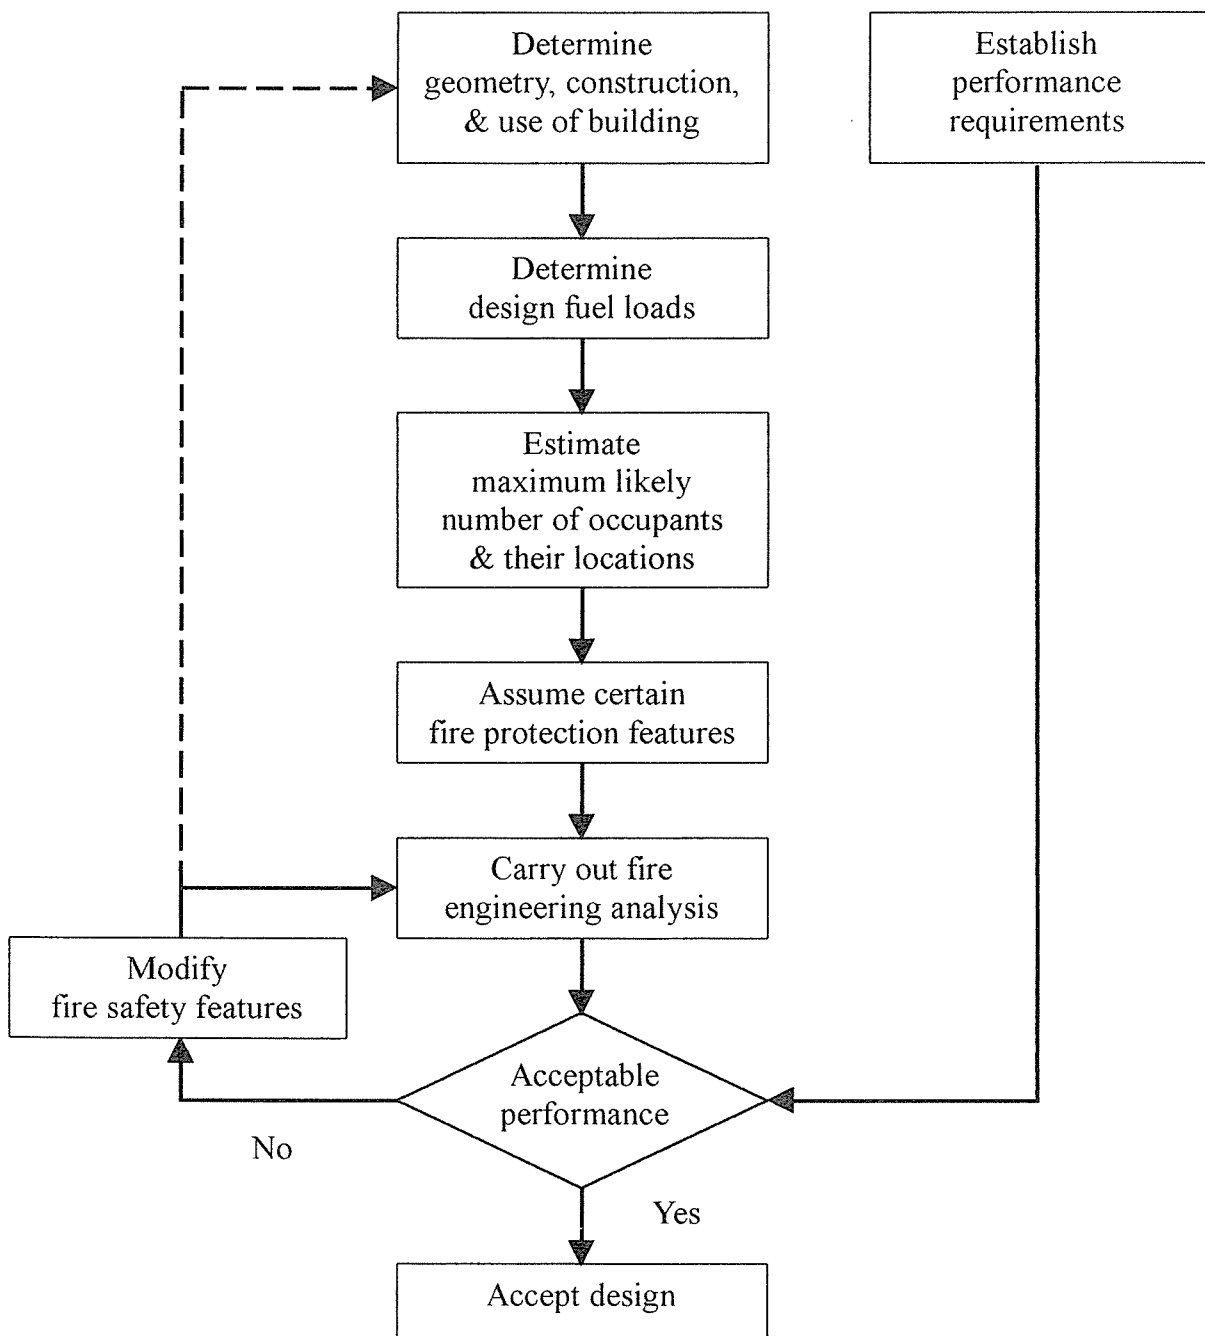 Determine
geometry, construction,
& use of building
Establish
performance
requirements
Determine
design fuel loads
Estimate
maximum likely
number of occupants
& their locations
Assume certain
fire protection features
Carry out fire
engineering analysis
Modify
fire safety features
Acceptable
performance
No
Yes
Accept design